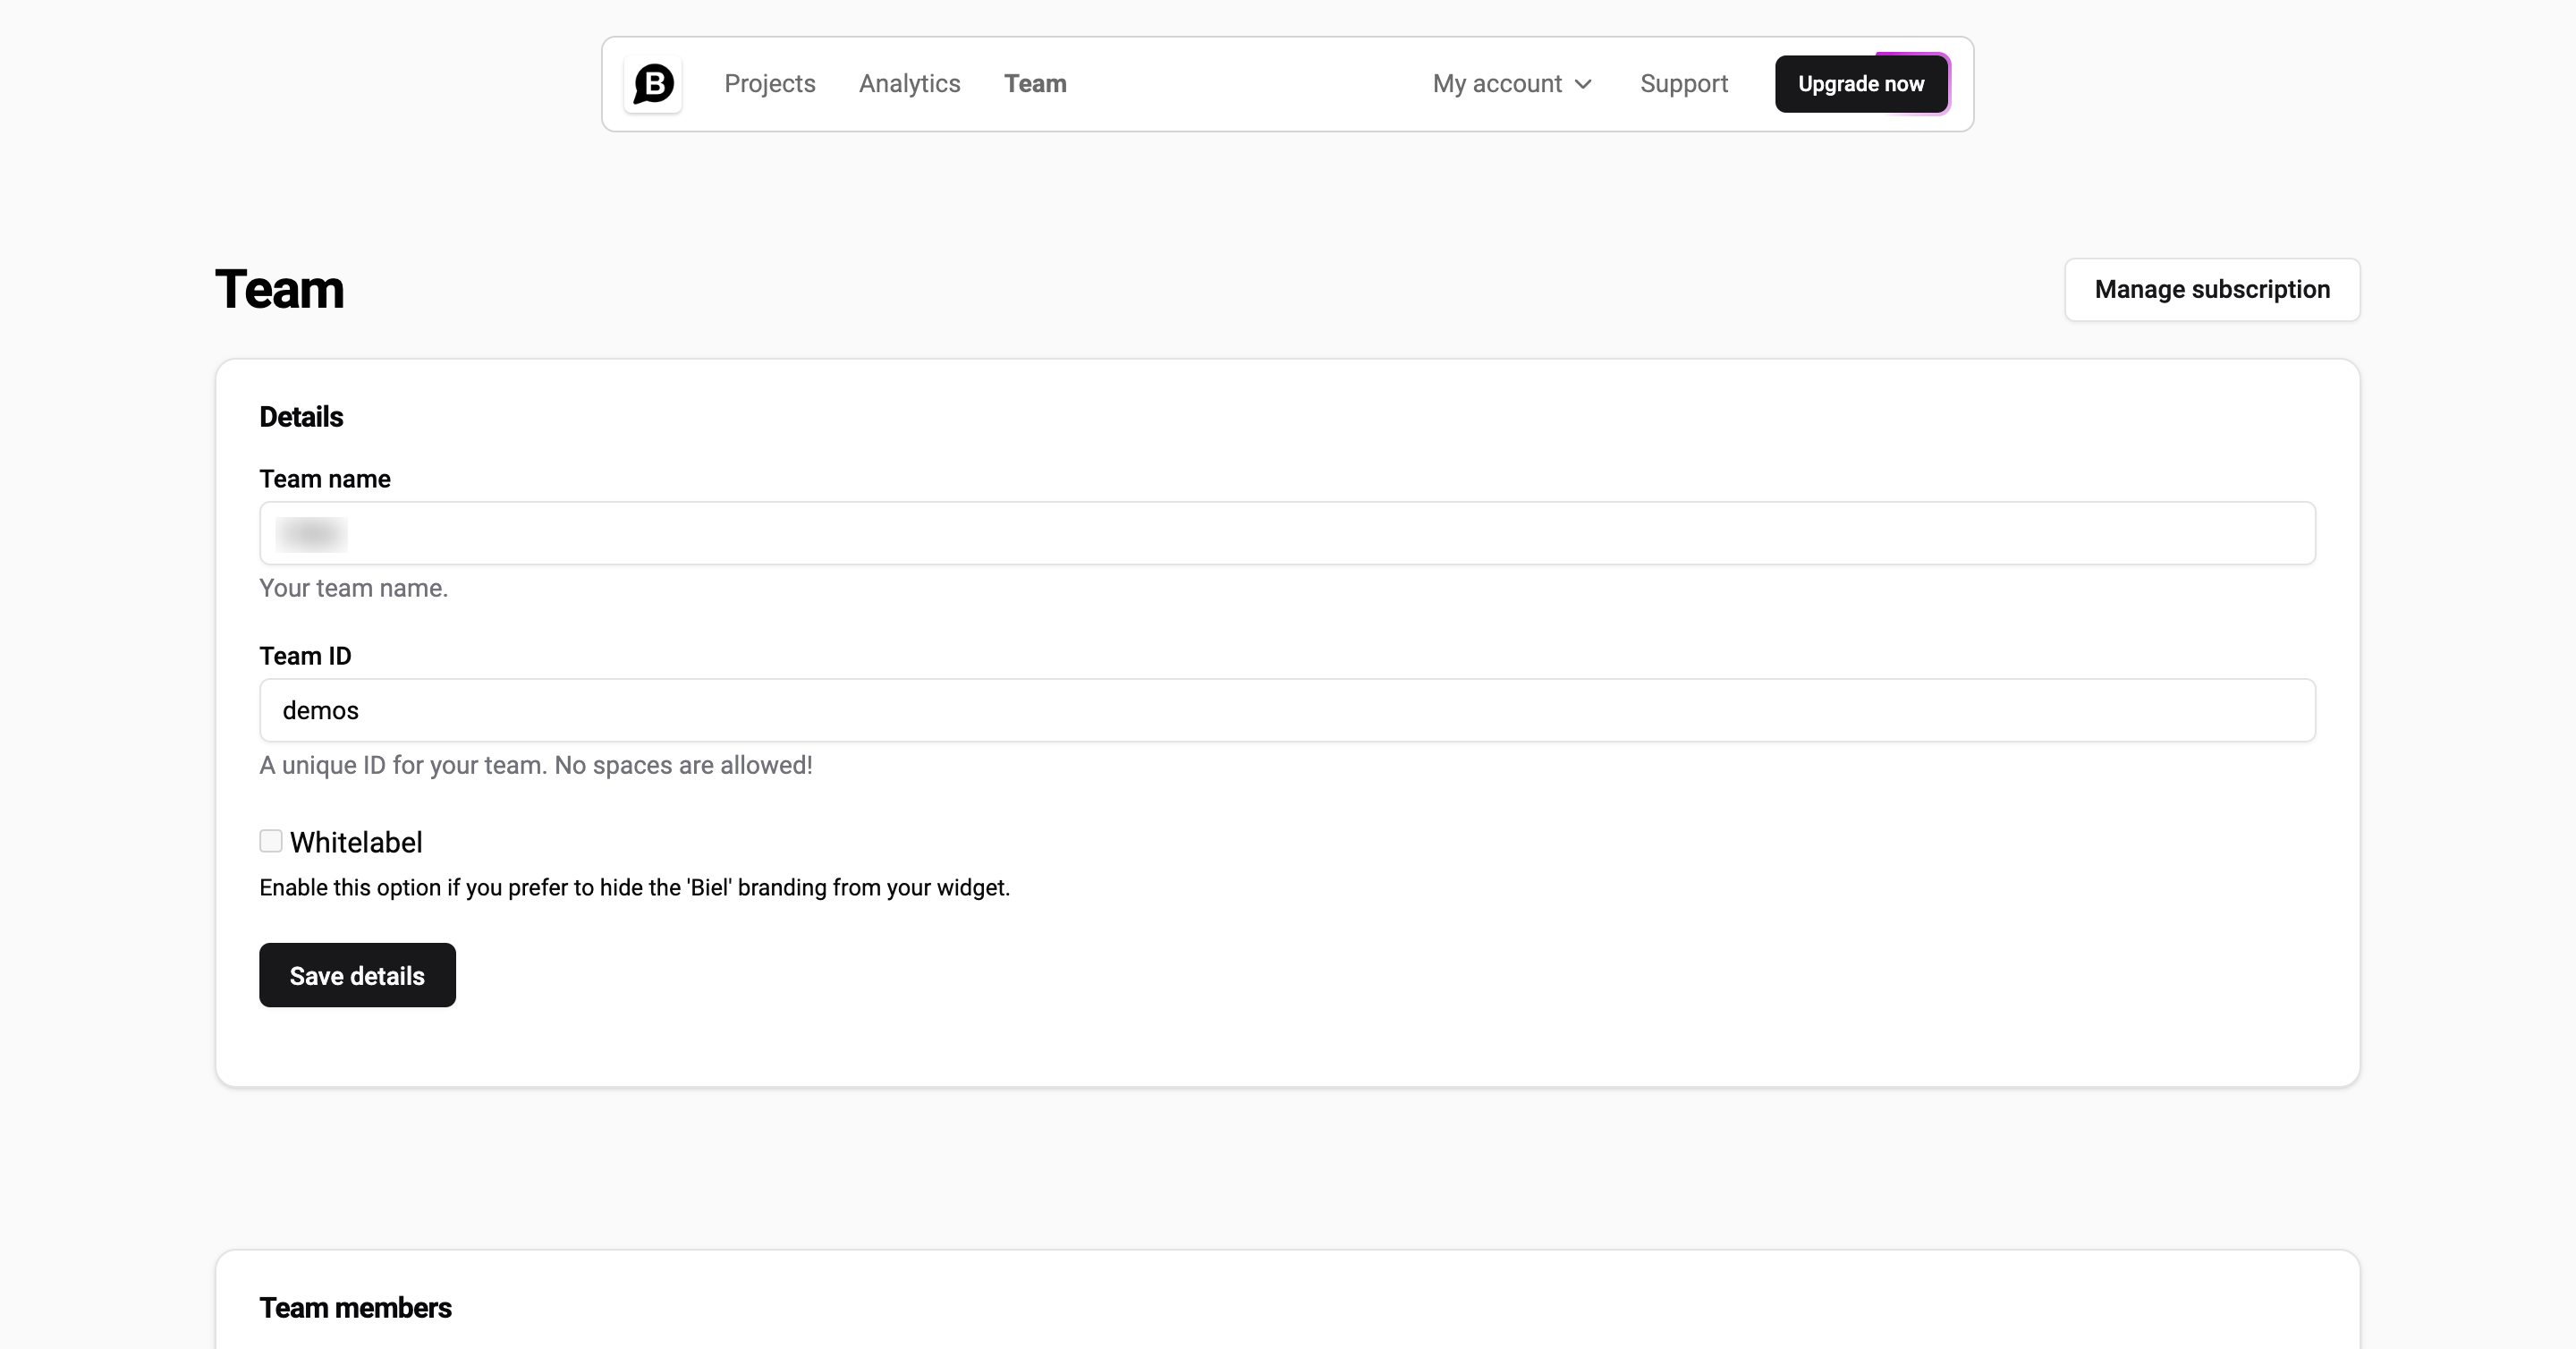 B
Projects
Analytics
Team
My account
Support
Upgrade now
Team
Manage subscription
Details
Team name
Your team name.
Team ID
demos
A unique ID for your team. No spaces are allowed!
Whitelabel
Enable this option if you prefer to hide the 'Biel' branding from your widget.
Save details
Team members